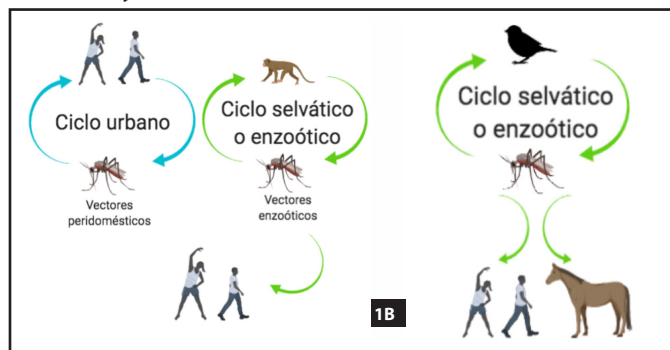 Ciclo urbano
Vectores
peridomésticos
Ciclo selvático
o enzoótico
Vectores
enzoóticos
1B
Ciclo selvático
o enzoótico